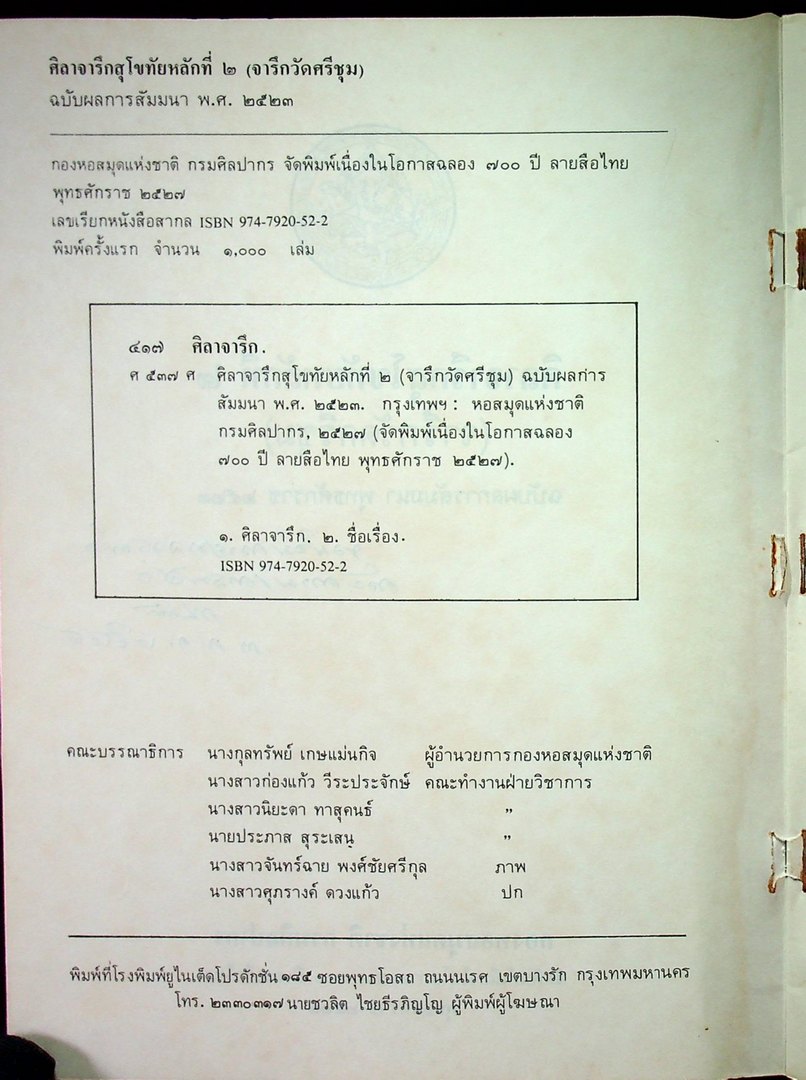 ศิลาจารึกสุโขทัยหลักที่ ๒ (จารึกวัดศรีชุม)
ฉบับผลการสัมมนา พ.ศ. ๒๕๒๓
กองหอสมุดแห่งชาติ กรมศิลปากร จัดพิมพ์เนื่องในโอกาสฉลอง ๗๐๐ ปี ลายสือไทย
พุทธศักราช ๒๕๒๗
เลขเรียกหนังสือสากล ISBN 974-7920-52-2
พิมพ์ครั้งแรก จำนวน ๑,๐๐๐ เล่ม
๔๑๗ ศิลาจารึก.
ศ ๕๓๗ ศ ศิลาจารึกสุโขทัยหลักที่ ๒ (จารึกวัดศรีชุม) ฉบับผลการ
สัมมนา พ.ศ. ๒๕๒๓. กรุงเทพฯ : หอสมุดแห่งชาติ
กรมศิลปากร, ๒๕๒๗ (จัดพิมพ์เนื่องในโอกาสฉลอง
๗๐๐ ปี ลายสือไทย พุทธศักราช ๒๕๒๗).
๑. ศิลาจารึก. ๒. ชื่อเรื่อง.
ISBN 974-7920-52-2
คณะบรรณาธิการ นางกุลทรัพย์ เกษแม่นกิจ ผู้อำนวยการกองหอสมุดแห่งชาติ
นางสาวก่องแก้ว วีระประจักษ์ คณะทำงานฝ่ายวิชาการ
นางสาวนิยะดา ทาสุคนธ์ ”
นายประภาส สุระเสน ”
นางสาวจันทร์ฉาย พงศ์ชัยศรีกุล ภาพ
นางสาวศุภรางค์ ดวงแก้ว ปก
พิมพ์ที่โรงพิมพ์ยูไนเต็ดโปรดักชั่น ๑๘๕ ซอยพุทธโอสถ ถนนนเรศ เขตบางรัก กรุงเทพมหานคร
โทร. ๒๓๓๐๓๑๗ นายชวลิต ไชยธีรภิญโญ ผู้พิมพ์ผู้โฆษณา